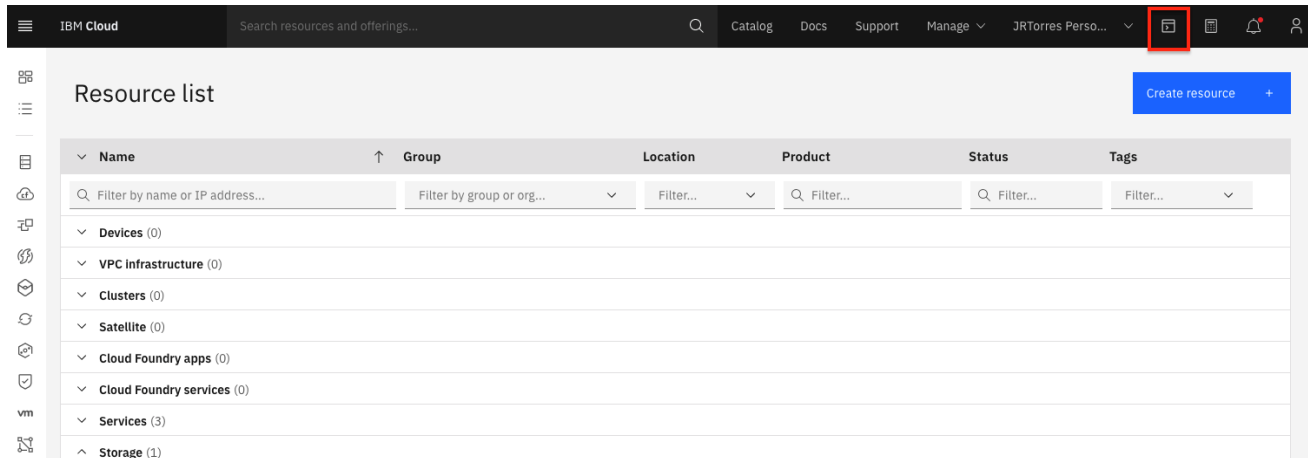 IBM Cloud Search resources and offerings... Catalog Docs Support Manage JRTorres Perso...
Resource list
Create resource +
Name Group Location Product Status Tags
Filter by name or IP address... Filter by group or org... Filter... Filter... Filter... Filter...
Devices (0)
VPC infrastructure (0)
Clusters (0)
Satellite (0)
Cloud Foundry apps (0)
Cloud Foundry services (0)
vm
Services (3)
Storage (1)